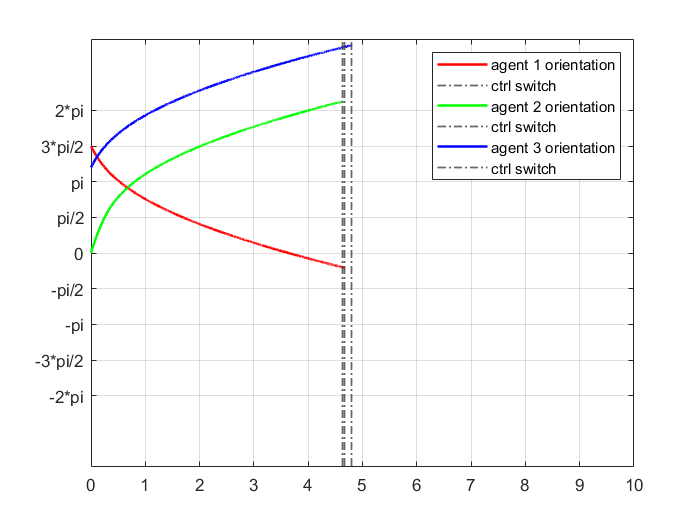 2*pi
3*pi/2
pi
pi/2
0
-pi/2
-pi
-3*pi/2
-2*pi
0 1 2 3 4 5 6 7 8 9 10
agent 1 orientation
ctrl switch
agent 2 orientation
ctrl switch
agent 3 orientation
ctrl switch